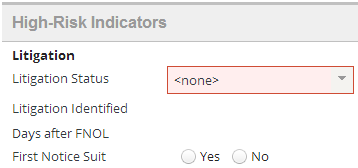 High-Risk Indicators
Litigation
Litigation Status <none>
Litigation Identified
Days after FNOL
First Notice Suit Yes No